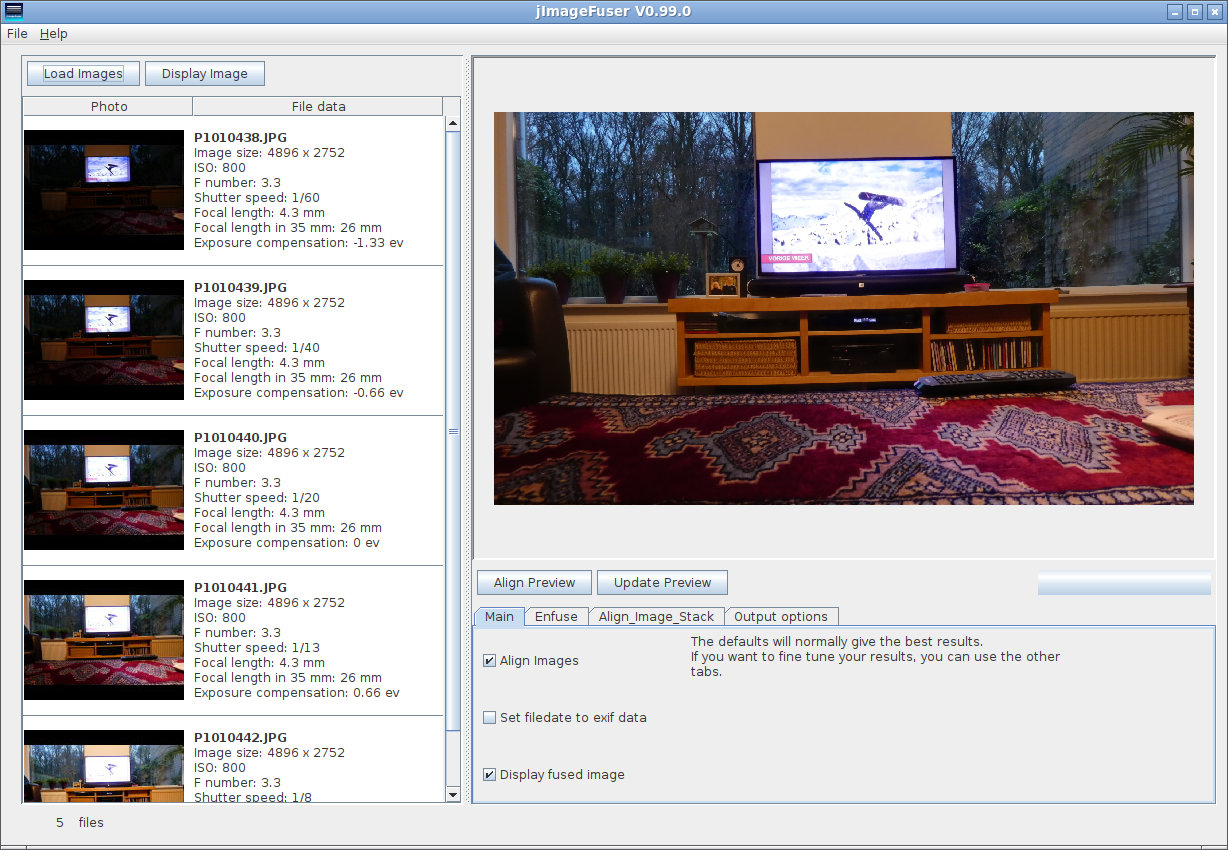 jImageFuser V0.99.0
File Help
Load Images Display Image
Photo File data
P1010438.JPG
Image size: 4896 x 2752
ISO: 800
F number: 3.3
Shutter speed: 1/60
Focal length: 4.3 mm
Focal length in 35 mm: 26 mm
Exposure compensation: -1.33 ev
P1010439.JPG
Image size: 4896 x 2752
ISO: 800
F number: 3.3
Shutter speed: 1/40
Focal length: 4.3 mm
Focal length in 35 mm: 26 mm
Exposure compensation: -0.66 ev
P1010440.JPG
Image size: 4896 x 2752
ISO: 800
F number: 3.3
Shutter speed: 1/20
Focal length: 4.3 mm
Focal length in 35 mm: 26 mm
Exposure compensation: 0 ev
P1010441.JPG
Image size: 4896 x 2752
ISO: 800
F number: 3.3
Shutter speed: 1/13
Focal length: 4.3 mm
Focal length in 35 mm: 26 mm
Exposure compensation: 0.66 ev
P1010442.JPG
Image size: 4896 x 2752
ISO: 800
F number: 3.3
Shutter speed: 1/8
5 files
VORIGE WEEK
Align Preview Update Preview
Main Enfuse Align_Image_Stack Output options
Align Images
The defaults will normally give the best results.
If you want to fine tune your results, you can use the other
tabs.
Set filedate to exif data
Display fused image